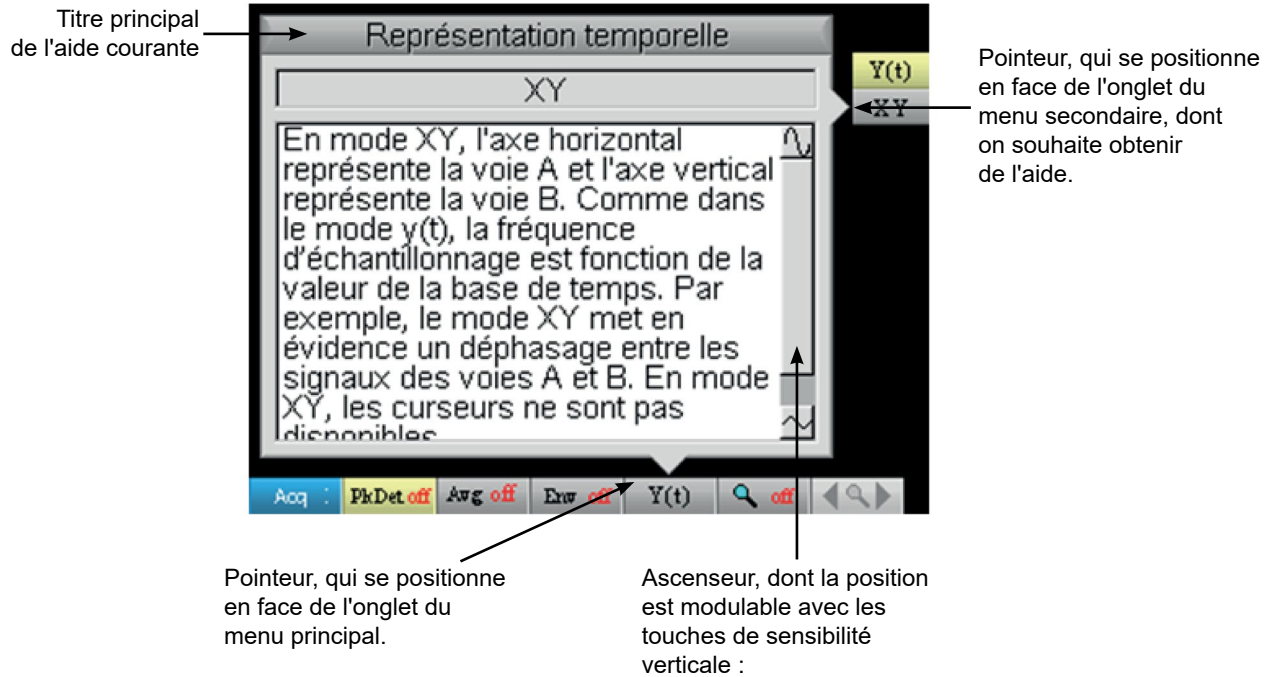 Titre principal
de l'aide courante
Représentation temporelle
XY
En mode XY, l'axe horizontal
représente la voie A et l'axe vertical
représente la voie B. Comme dans
le mode y(t), la fréquence
d'échantillonnage est fonction de la
valeur de la base de temps. Par
exemple, le mode XY met en
évidence un déphasage entre les
signaux des voies A et B. En mode
XY, les curseurs ne sont pas
disponibles
Y(t)
XY
Pointeur, qui se positionne
en face de l'onglet du
menu secondaire, dont
on souhaite obtenir
de l'aide.
Acq : PkDet off Avg off Env off Y(t) off
Pointeur, qui se positionne
en face de l'onglet du
menu principal.
Ascenseur, dont la position
est modulable avec les
touches de sensibilité
verticale :